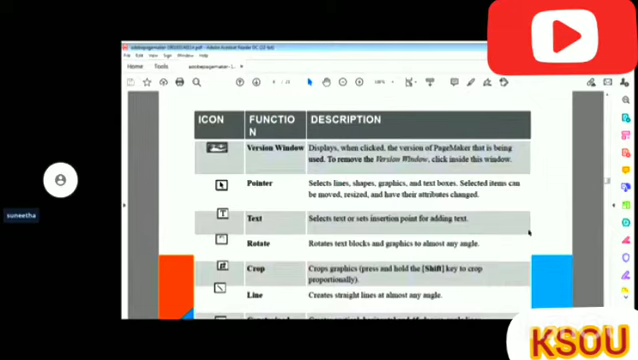 Home
Tools
ICON
FUNCTIO
N
DESCRIPTION
Version Window
Displays, when clicked, the version of PageMaker that is being
used. To remove the Version Window, click inside this window.
Pointer
Selects lines, shapes, graphics, and text boxes. Selected items can
be moved, resized, and have their attributes changed.
Text
Selects text or sets insertion point for adding text.
Rotate
Rotates text blocks and graphics to almost any angle.
Crop
Crops graphics (press and hold the [Shift] key to crop
proportionally).
Line
Creates straight lines at almost any angle.
suneetha
KSOU